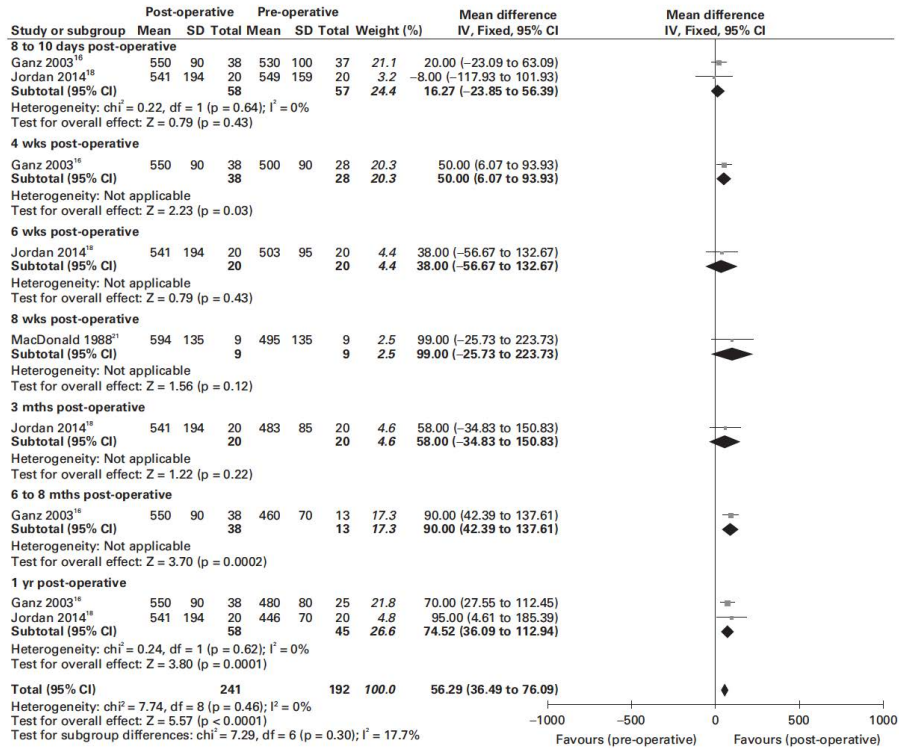 Post-operative Pre-operative Mean difference Mean difference
Study or subgroup Mean SD Total Mean SD Total Weight (%) IV, Fixed, 95% CI IV, Fixed, 95% CI
8 to 10 days post-operative
Ganz 2003¹⁶ 550 90 38 530 100 37 21.1 20.00 (−23.09 to 63.09)
Jordan 2014¹⁸ 541 194 20 549 159 20 3.2 −8.00 (−117.93 to 101.93)
Subtotal (95% CI) 58 57 24.4 16.27 (−23.85 to 56.39)
Heterogeneity: chi² = 0.22, df = 1 (p = 0.64); I² = 0%
Test for overall effect: Z = 0.79 (p = 0.43)
4 wks post-operative
Ganz 2003¹⁶ 550 90 38 500 90 28 20.3 50.00 (6.07 to 93.93)
Subtotal (95% CI) 38 28 20.3 50.00 (6.07 to 93.93)
Heterogeneity: Not applicable
Test for overall effect: Z = 2.23 (p = 0.03)
6 wks post-operative
Jordan 2014¹⁸ 541 194 20 503 95 20 4.4 38.00 (−56.67 to 132.67)
Subtotal (95% CI) 20 20 4.4 38.00 (−56.67 to 132.67)
Heterogeneity: Not applicable
Test for overall effect: Z = 0.79 (p = 0.43)
8 wks post-operative
MacDonald 1988²¹ 594 135 9 495 135 9 2.5 99.00 (−25.73 to 223.73)
Subtotal (95% CI) 9 9 2.5 99.00 (−25.73 to 223.73)
Heterogeneity: Not applicable
Test for overall effect: Z = 1.56 (p = 0.12)
3 mths post-operative
Jordan 2014¹⁸ 541 194 20 483 85 20 4.6 58.00 (−34.83 to 150.83)
Subtotal (95% CI) 20 20 4.6 58.00 (−34.83 to 150.83)
Heterogeneity: Not applicable
Test for overall effect: Z = 1.22 (p = 0.22)
6 to 8 mths post-operative
Ganz 2003¹⁶ 550 90 38 460 70 13 17.3 90.00 (42.39 to 137.61)
Subtotal (95% CI) 38 13 17.3 90.00 (42.39 to 137.61)
Heterogeneity: Not applicable
Test for overall effect: Z = 3.70 (p = 0.0002)
1 yr post-operative
Ganz 2003¹⁶ 550 90 38 480 80 25 21.8 70.00 (27.55 to 112.45)
Jordan 2014¹⁸ 541 194 20 446 70 20 4.8 95.00 (4.61 to 185.39)
Subtotal (95% CI) 58 45 26.6 74.52 (36.09 to 112.94)
Heterogeneity: chi² = 0.24, df = 1 (p = 0.62); I² = 0%
Test for overall effect: Z = 3.80 (p = 0.0001)
Total (95% CI) 241 192 100.0 56.29 (36.49 to 76.09)
Heterogeneity: chi² = 7.74, df = 8 (p = 0.46); I² = 0%
Test for overall effect: Z = 5.57 (p < 0.0001)
Test for subgroup differences: chi² = 7.29, df = 6 (p = 0.30); I² = 17.7%
−1000 −500 0 500 1000
Favours (pre-operative) Favours (post-operative)